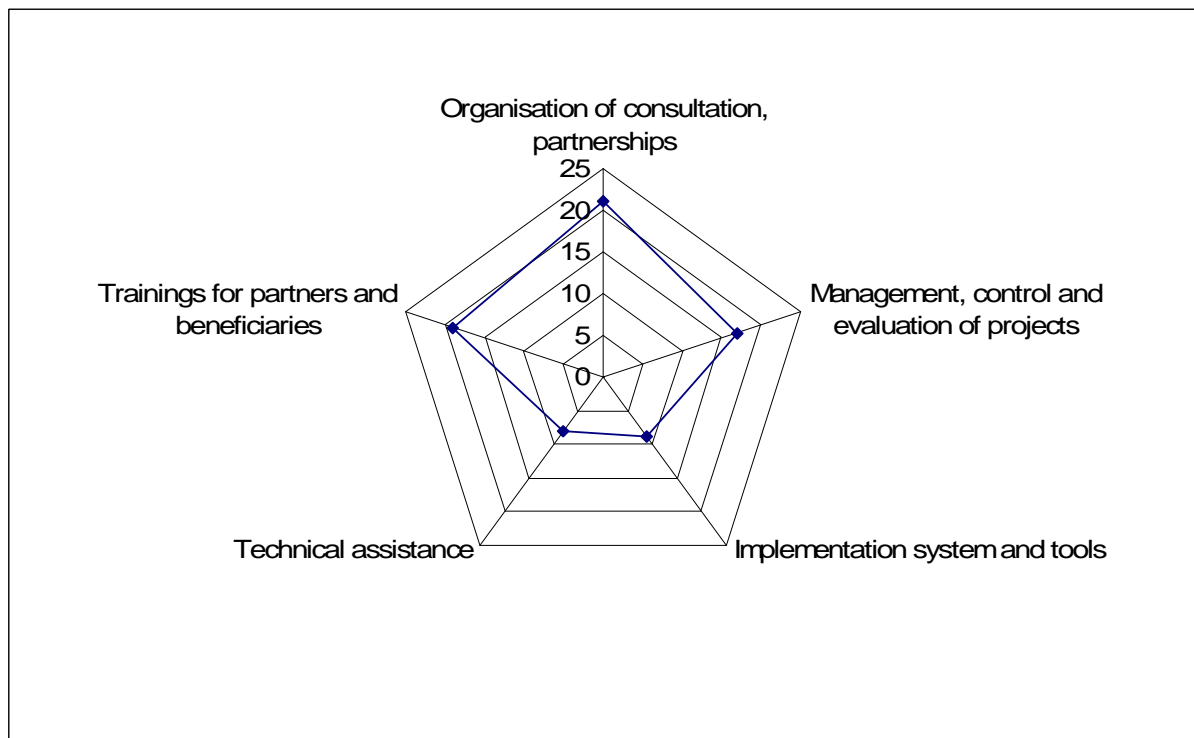 Organisation of consultation,
partnerships
25
20
15
10
5
0
Trainings for partners and
beneficiaries
Management, control and
evaluation of projects
Technical assistance
Implementation system and tools